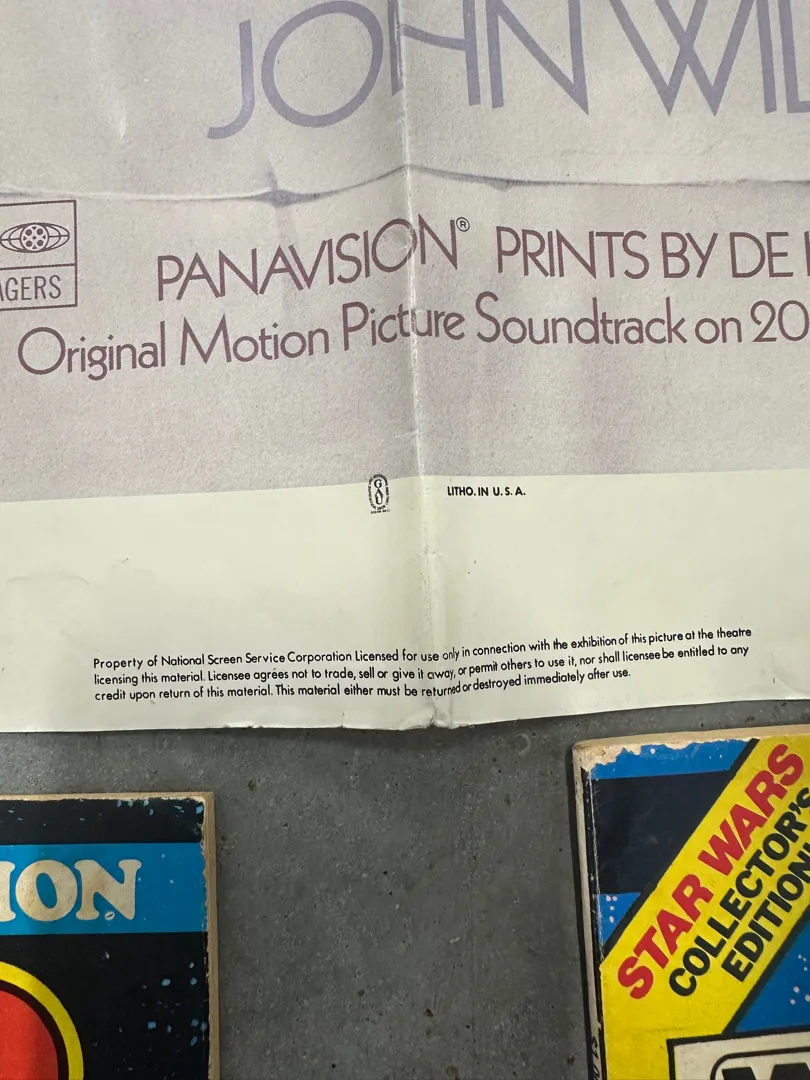 JOHN WIL
AGERS
PANAVISION® PRINTS BY DE
Original Motion Picture Soundtrack on 20
LITHO. IN U. S. A.
Property of National Screen Service Corporation Licensed for use only in connection with the exhibition of this picture at the theatre
licensing this material. Licensee agrees not to trade, sell or give it away, or permit others to use it, nor shall licensee be entitled to any
credit upon return of this material. This material either must be returned or destroyed immediately after use.
ION
STAR WARS
COLLECTOR'S
EDITION!